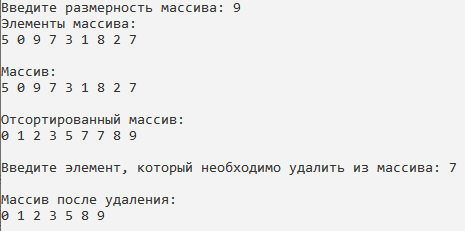 Введите размерность массива: 9
Элементы массива:
5 0 9 7 3 1 8 2 7
Массив:
5 0 9 7 3 1 8 2 7
Отсортированный массив:
0 1 2 3 5 7 7 8 9
Введите элемент, который необходимо удалить из массива: 7
Массив после удаления:
0 1 2 3 5 8 9